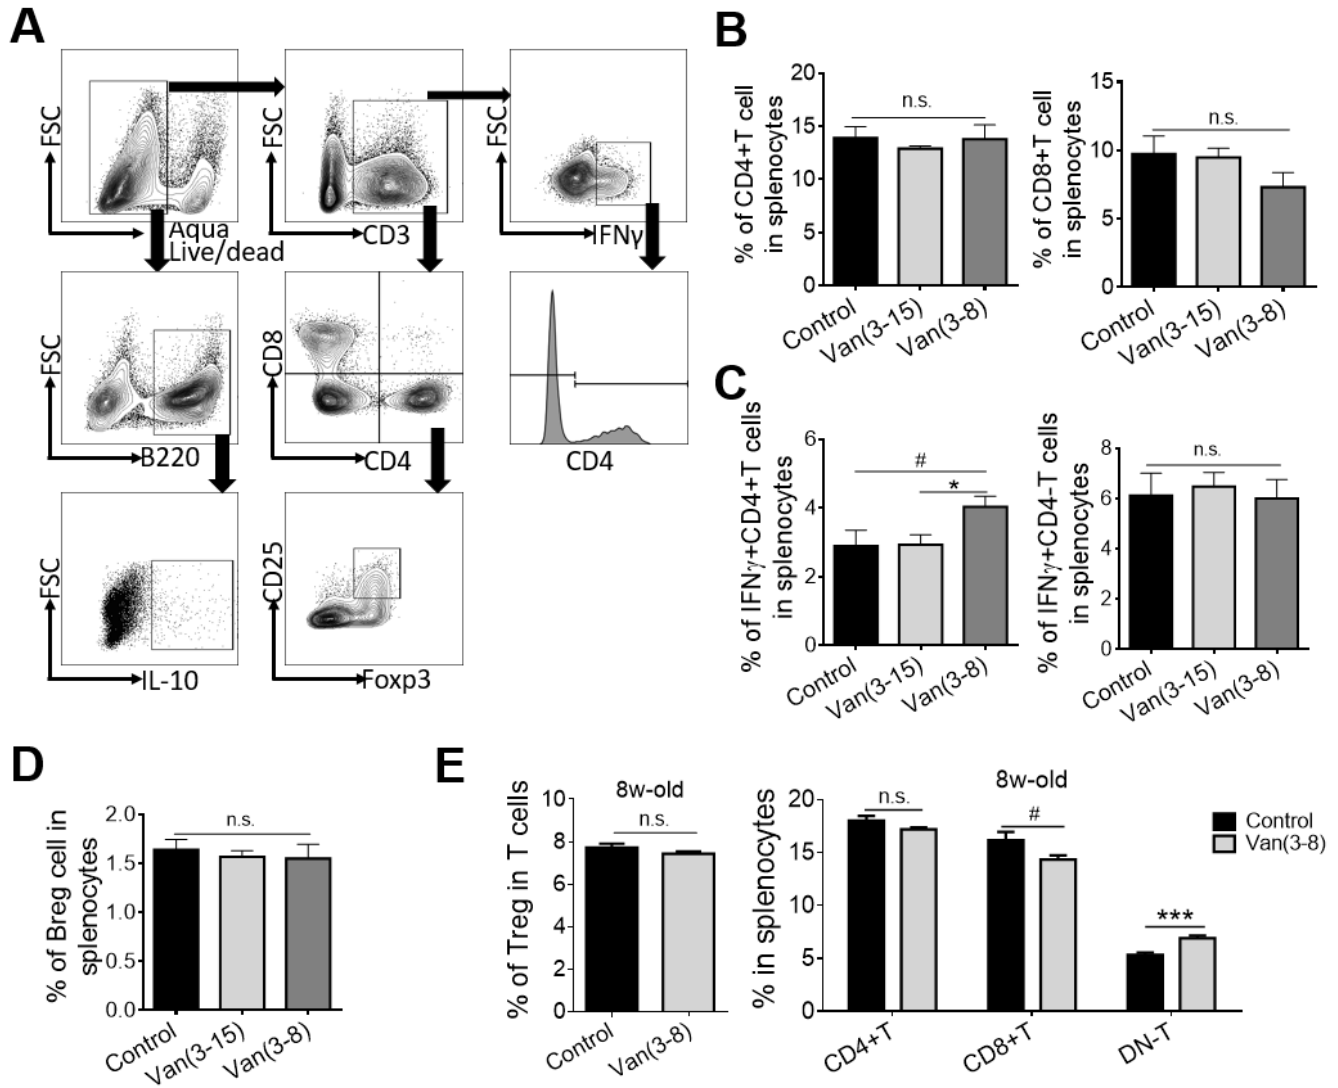 A
FSC
Aqua
Live/dead
FSC
CD3
FSC
IFNγ
FSC
B220
CD8
CD4
CD4
FSC
IL-10
CD25
Foxp3
B
% of CD4+T cell
in splenocytes
20
15
10
5
0
n.s.
Control
Van(3-15)
Van(3-8)
% of CD8+T cell
in splenocytes
15
10
5
0
n.s.
Control
Van(3-15)
Van(3-8)
C
% of IFNγ+CD4+T cells
in splenocytes
6
4
2
0
#
*
Control
Van(3-15)
Van(3-8)
% of IFNγ+CD4-T cells
in splenocytes
8
6
4
2
0
n.s.
Control
Van(3-15)
Van(3-8)
D
% of Breg cell in
splenocytes
2.0
1.5
1.0
0.5
0.0
n.s.
Control
Van(3-15)
Van(3-8)
E
8w-old
% of Treg in T cells
10
8
6
4
2
0
n.s.
Control
Van(3-8)
8w-old
% in splenocytes
20
15
10
5
0
n.s.
#
***
CD4+T
CD8+T
DN-T
Control
Van(3-8)